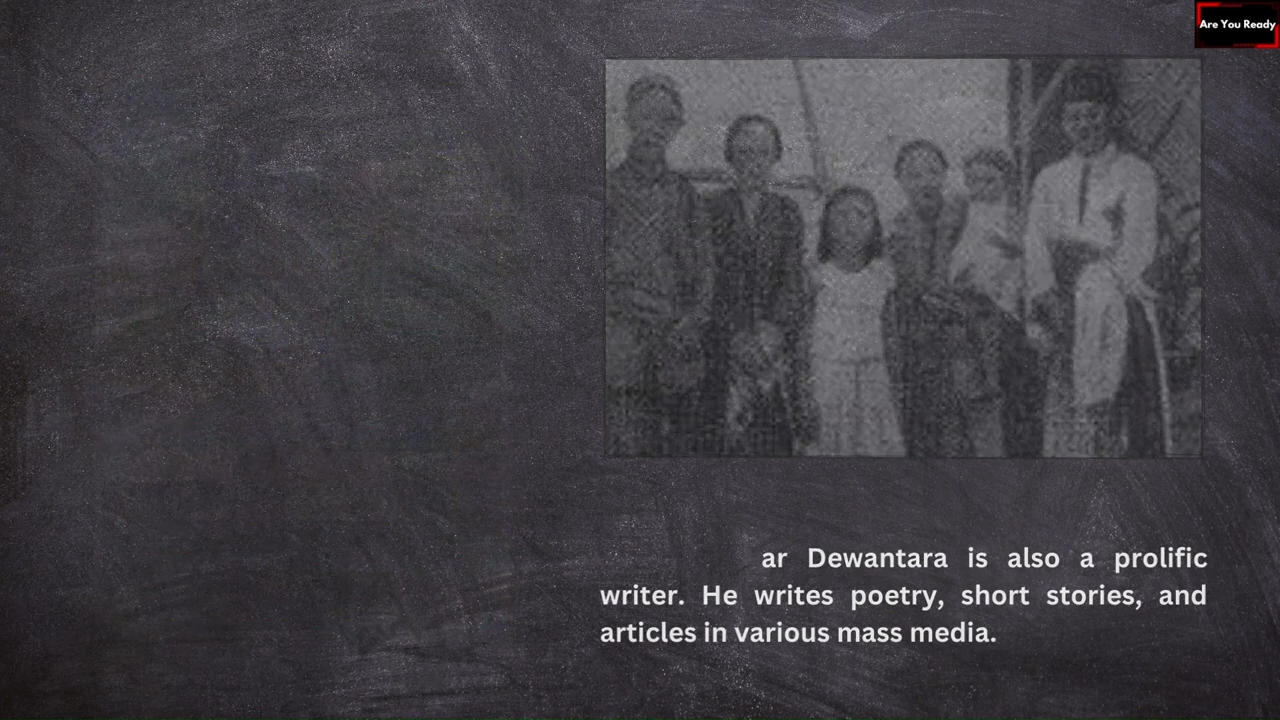 Are You Ready
ar Dewantara is also a prolific
writer. He writes poetry, short stories, and
articles in various mass media.